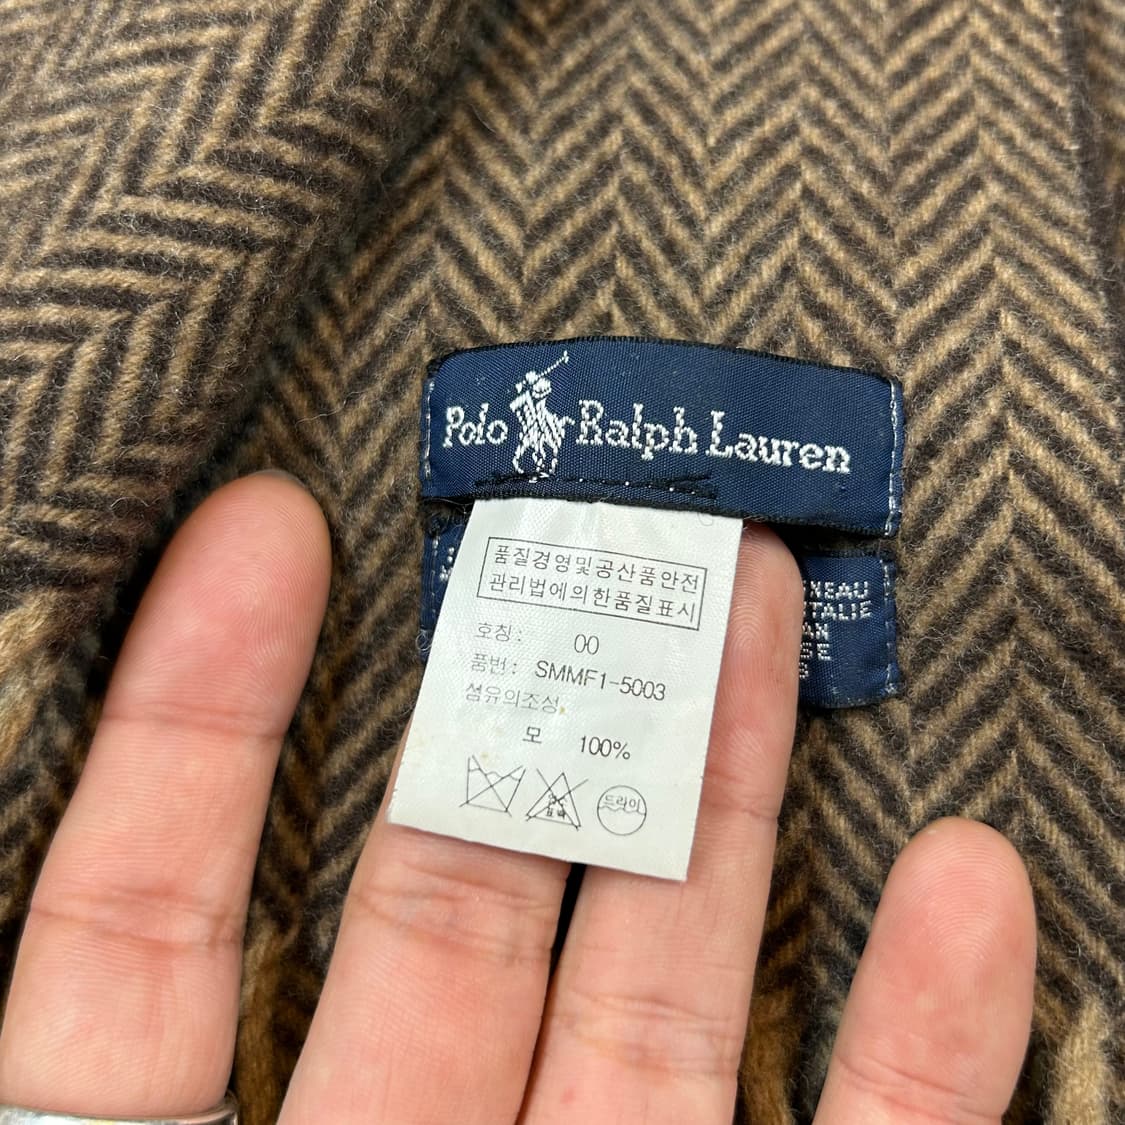 Polo Ralph Lauren
품질경영및공산품안전
관리법에의한품질표시
호칭: 00
품번: SMMF1-5003
섬유의조성
모 100%
드라이